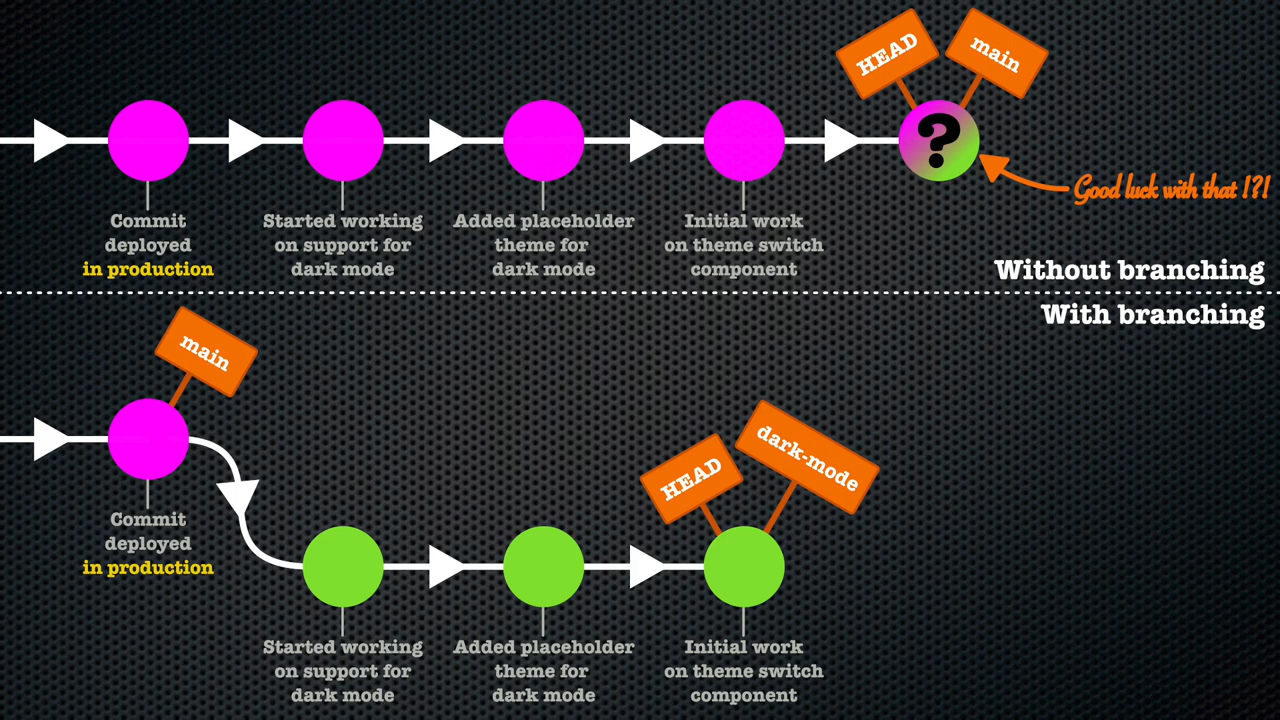 HEAD
main
?
Good luck with that !?!
Commit
deployed
in production
Started working
on support for
dark mode
Added placeholder
theme for
dark mode
Initial work
on theme switch
component
Without branching
With branching
main
HEAD
dark-mode
Commit
deployed
in production
Started working
on support for
dark mode
Added placeholder
theme for
dark mode
Initial work
on theme switch
component